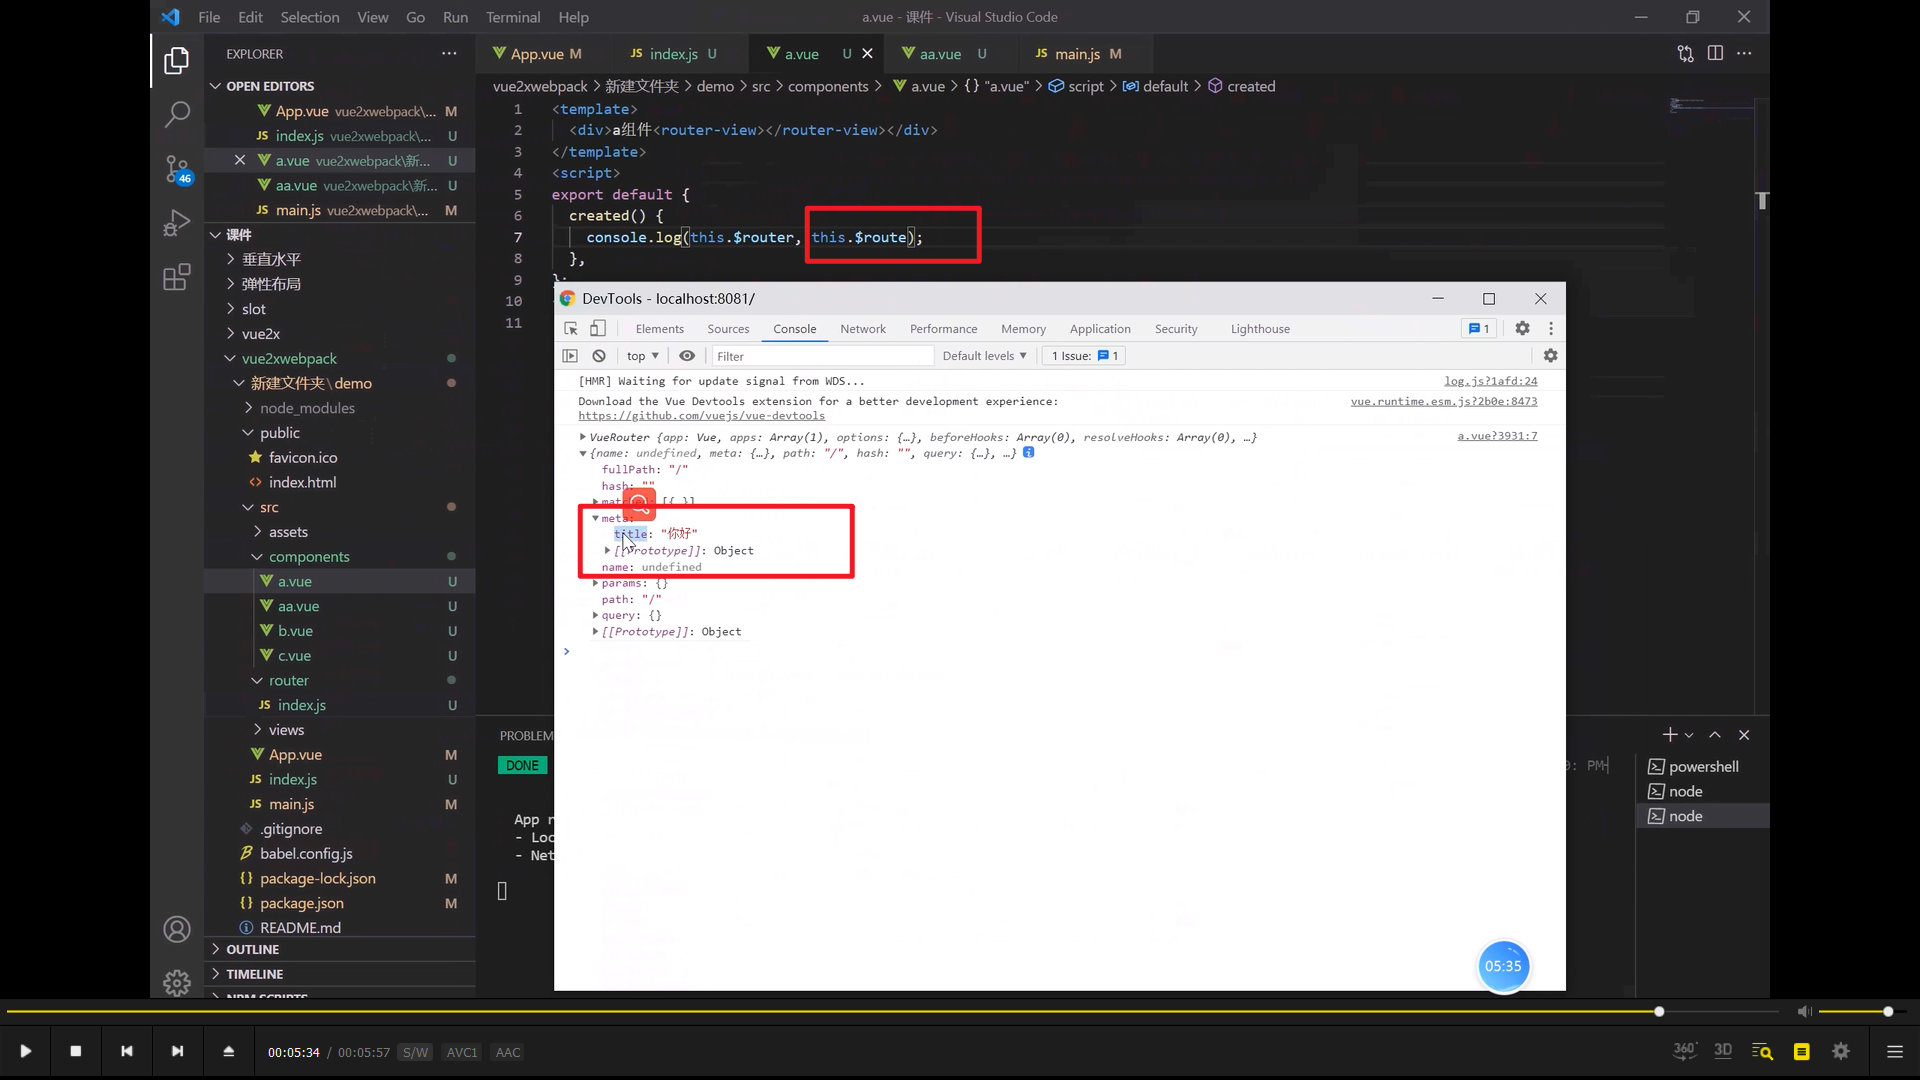 File Edit Selection View Go Run Terminal Help
a.vue - 课件 - Visual Studio Code
EXPLORER
OPEN EDITORS
App.vue vue2xwebpack\... M
index.js vue2xwebpack\... U
a.vue vue2xwebpack\新... U
aa.vue vue2xwebpack\新... U
main.js vue2xwebpack\... M
46
课件
垂直水平
弹性布局
slot
vue2x
vue2xwebpack
新建文件夹\demo
node_modules
public
favicon.ico
index.html
src
assets
components
a.vue U
aa.vue U
b.vue U
c.vue U
router
index.js U
views
App.vue M
index.js U
main.js M
.gitignore
babel.config.js
package-lock.json M
package.json M
README.md
OUTLINE
TIMELINE
NPM SCRIPTS
App.vue M
index.js U
a.vue U
aa.vue U
main.js M
vue2xwebpack > 新建文件夹 > demo > src > components > a.vue > {} "a.vue" > script > default > created
1 <template>
2 <div>a组件<router-view></router-view></div>
3 </template>
4 <script>
5 export default {
6 created() {
7 console.log(this.$router, this.$route);
8 },
9 };
10
11
DevTools - localhost:8081/
Elements Sources Console Network Performance Memory Application Security Lighthouse
1
top Filter Default levels 1 Issue: 1
[HMR] Waiting for update signal from WDS... log.js?1afd:24
Download the Vue Devtools extension for a better development experience: vue.runtime.esm.js?2b0e:8473
https://github.com/vuejs/vue-devtools
VueRouter {app: Vue, apps: Array(1), options: {…}, beforeHooks: Array(0), resolveHooks: Array(0), …} a.vue?3931:7
{name: undefined, meta: {…}, path: "/", hash: "", query: {…}, …}
fullPath: "/"
hash: ""
meta:
title: "你好"
[[Prototype]]: Object
name: undefined
params: {}
path: "/"
query: {}
[[Prototype]]: Object
PROBLEM
DONE
App
- Loc
- Net
PM
powershell
node
node
05:35
00:05:34 / 00:05:57 S/W AVC1 AAC
360° 3D